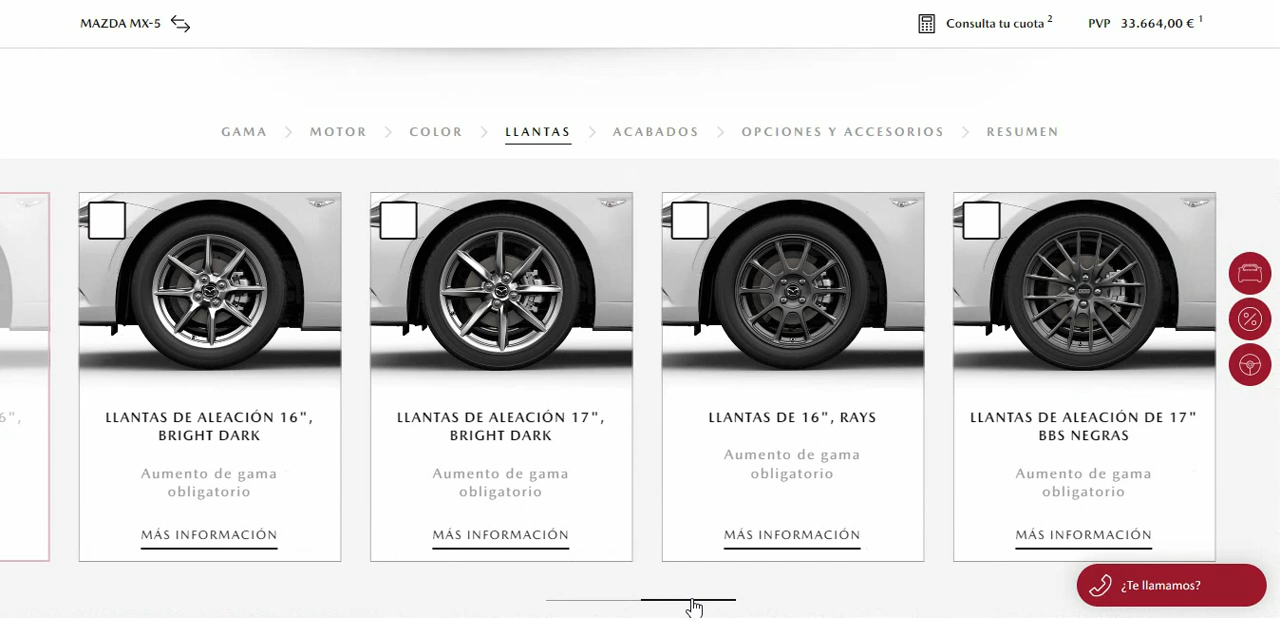 MAZDA MX-5
Consulta tu cuota 2
PVP 33.664,00 € 1
GAMA
MOTOR
COLOR
LLANTAS
ACABADOS
OPCIONES Y ACCESORIOS
RESUMEN
6",
LLANTAS DE ALEACIÓN 16",
BRIGHT DARK
Aumento de gama
obligatorio
MÁS INFORMACIÓN
LLANTAS DE ALEACIÓN 17",
BRIGHT DARK
Aumento de gama
obligatorio
MÁS INFORMACIÓN
LLANTAS DE 16", RAYS
Aumento de gama
obligatorio
MÁS INFORMACIÓN
LLANTAS DE ALEACIÓN DE 17"
BBS NEGRAS
Aumento de gama
obligatorio
MÁS INFORMACIÓN
¿Te llamamos?